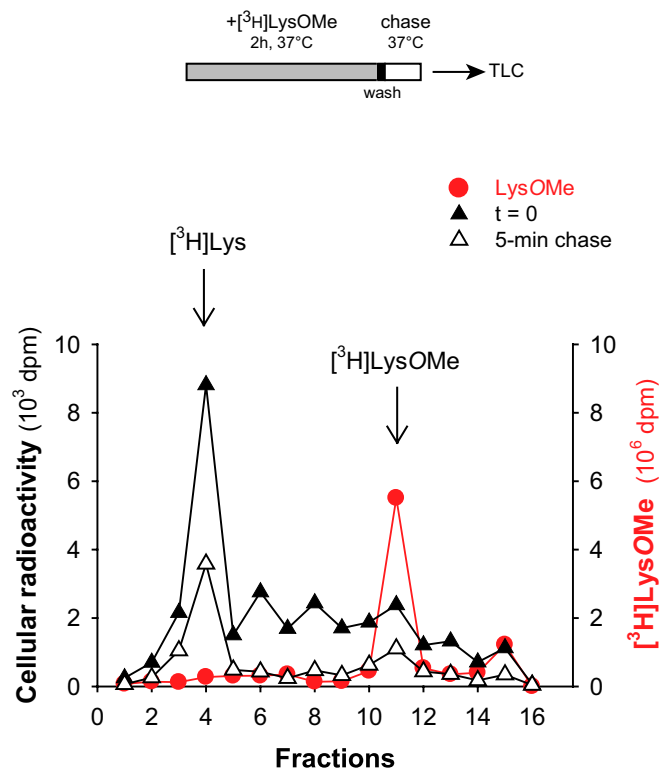 +[³H]LysOMe chase
2h, 37°C 37°C
TLC
wash
LysOMe
t = 0
5-min chase
[³H]Lys
[³H]LysOMe
10 10
8 8
6 6
4 4
2 2
0 0
0 2 4 6 8 10 12 14 16
Fractions
Cellular radioactivity (10³ dpm)
[³H]LysOMe (10⁶ dpm)